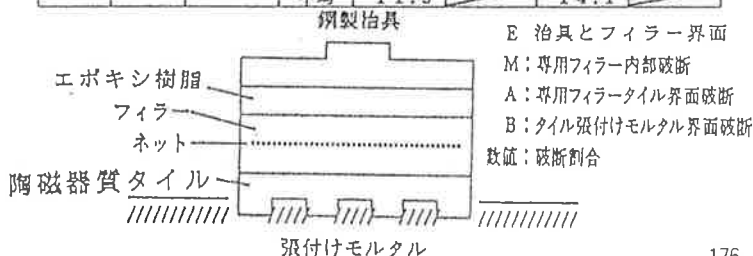 鋼製治具
E 治具とフィラー界面
M：専用フィラー内部破断
A：専用フィラータイル界面破断
B：タイル張付けモルタル界面破断
数値：破断割合
エポキシ樹脂
フィラ
ネット
陶磁器質タイル
張付けモルタル
176